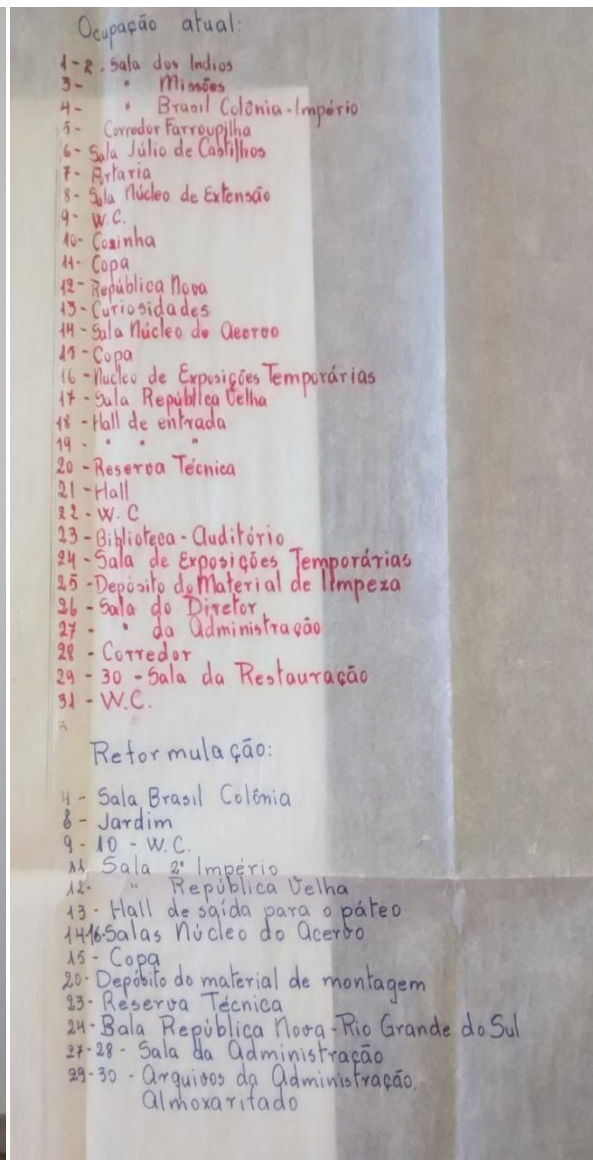 Ocupação atual:
1-2. Sala dos Indios
3- " Missões
4- " Brasil Colônia-Império
5- Corredor Farroupilha
6- Sala Júlio de Castilhos
7- Portaria
8- Sala Núcleo de Extensão
9- W.C.
10- Cozinha
11- Copa
12- República Nova
13- Curiosidades
14- Sala Núcleo do Acervo
15- Copa
16- Nucleo de Exposições Temporárias
17- Sala República Velha
18- Hall de entrada
19- " " "
20- Reserva Técnica
21- Hall
22- W.C
23- Biblioteca-Auditório
24- Sala de Exposições Temporárias
25- Depósito do Material de limpeza
26- Sala do Diretor
27- " da Administração
28- Corredor
29-30-Sala da Restauração
31- W.C.
Reformulação:
4- Sala Brasil Colônia
8- Jardim
9-10- W.C.
11 Sala 2º Império
12- " República Velha
13- Hall de saída para o páteo
14-16-Salas Núcleo do Acervo
15- Copa
20- Depósito do material de montagem
23- Reserva Técnica
24- Sala República Nova-Rio Grande do Sul
27-28- Sala da Administração
29-30- Arquivos da Administração.
Almoxarifado